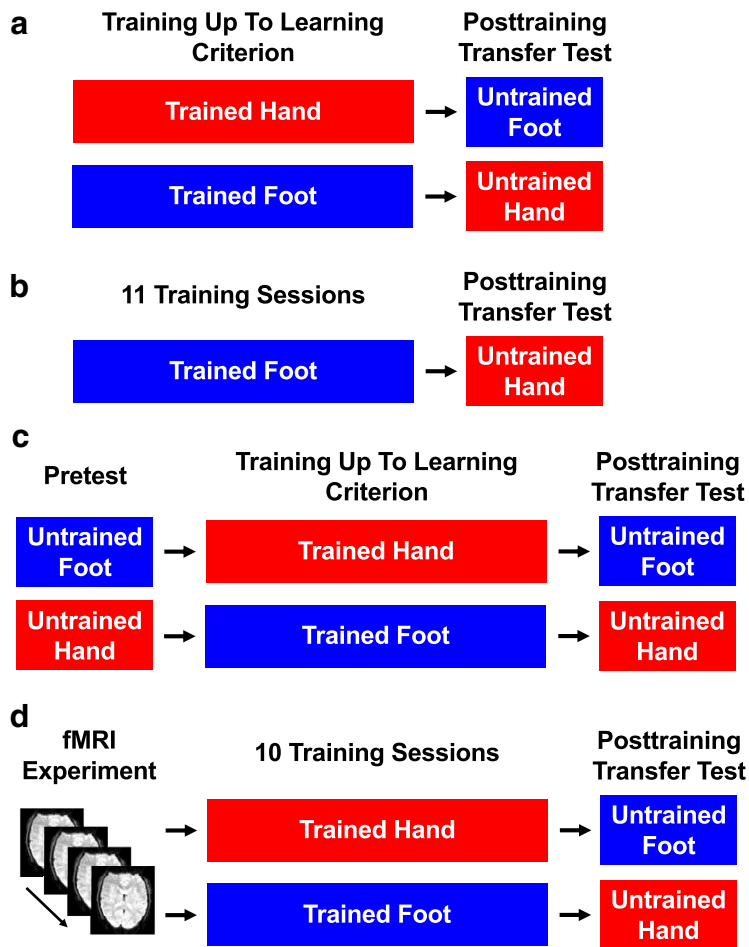 a
Training Up To Learning
Criterion
Posttraining
Transfer Test
Trained Hand
Untrained
Foot
Trained Foot
Untrained
Hand
b
11 Training Sessions
Posttraining
Transfer Test
Trained Foot
Untrained
Hand
c
Pretest
Training Up To Learning
Criterion
Posttraining
Transfer Test
Untrained
Foot
Trained Hand
Untrained
Foot
Untrained
Hand
Trained Foot
Untrained
Hand
d
fMRI
Experiment
10 Training Sessions
Posttraining
Transfer Test
Trained Hand
Untrained
Foot
Trained Foot
Untrained
Hand